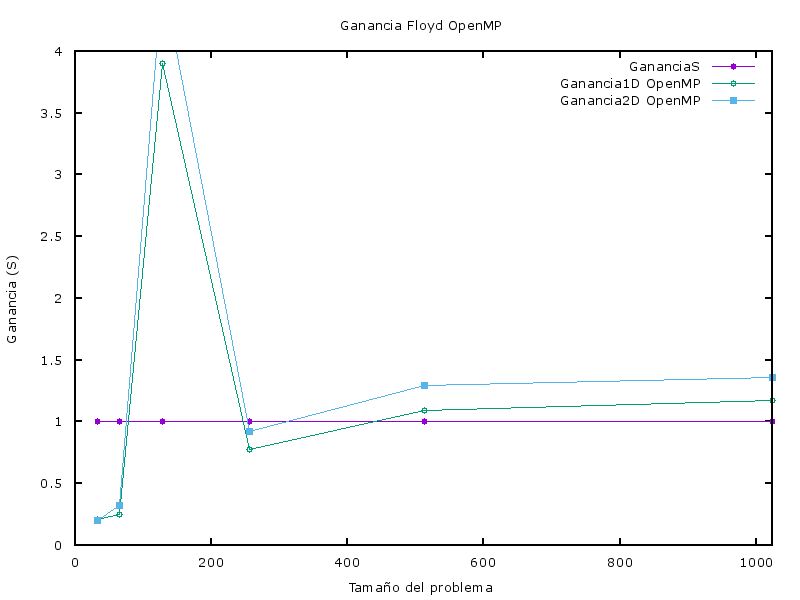 Ganancia Floyd OpenMP
GananciaS
Ganancia1D OpenMP
Ganancia2D OpenMP
4
3.5
3
2.5
2
1.5
1
0.5
0
Ganancia (S)
0 200 400 600 800 1000
Tamaño del problema